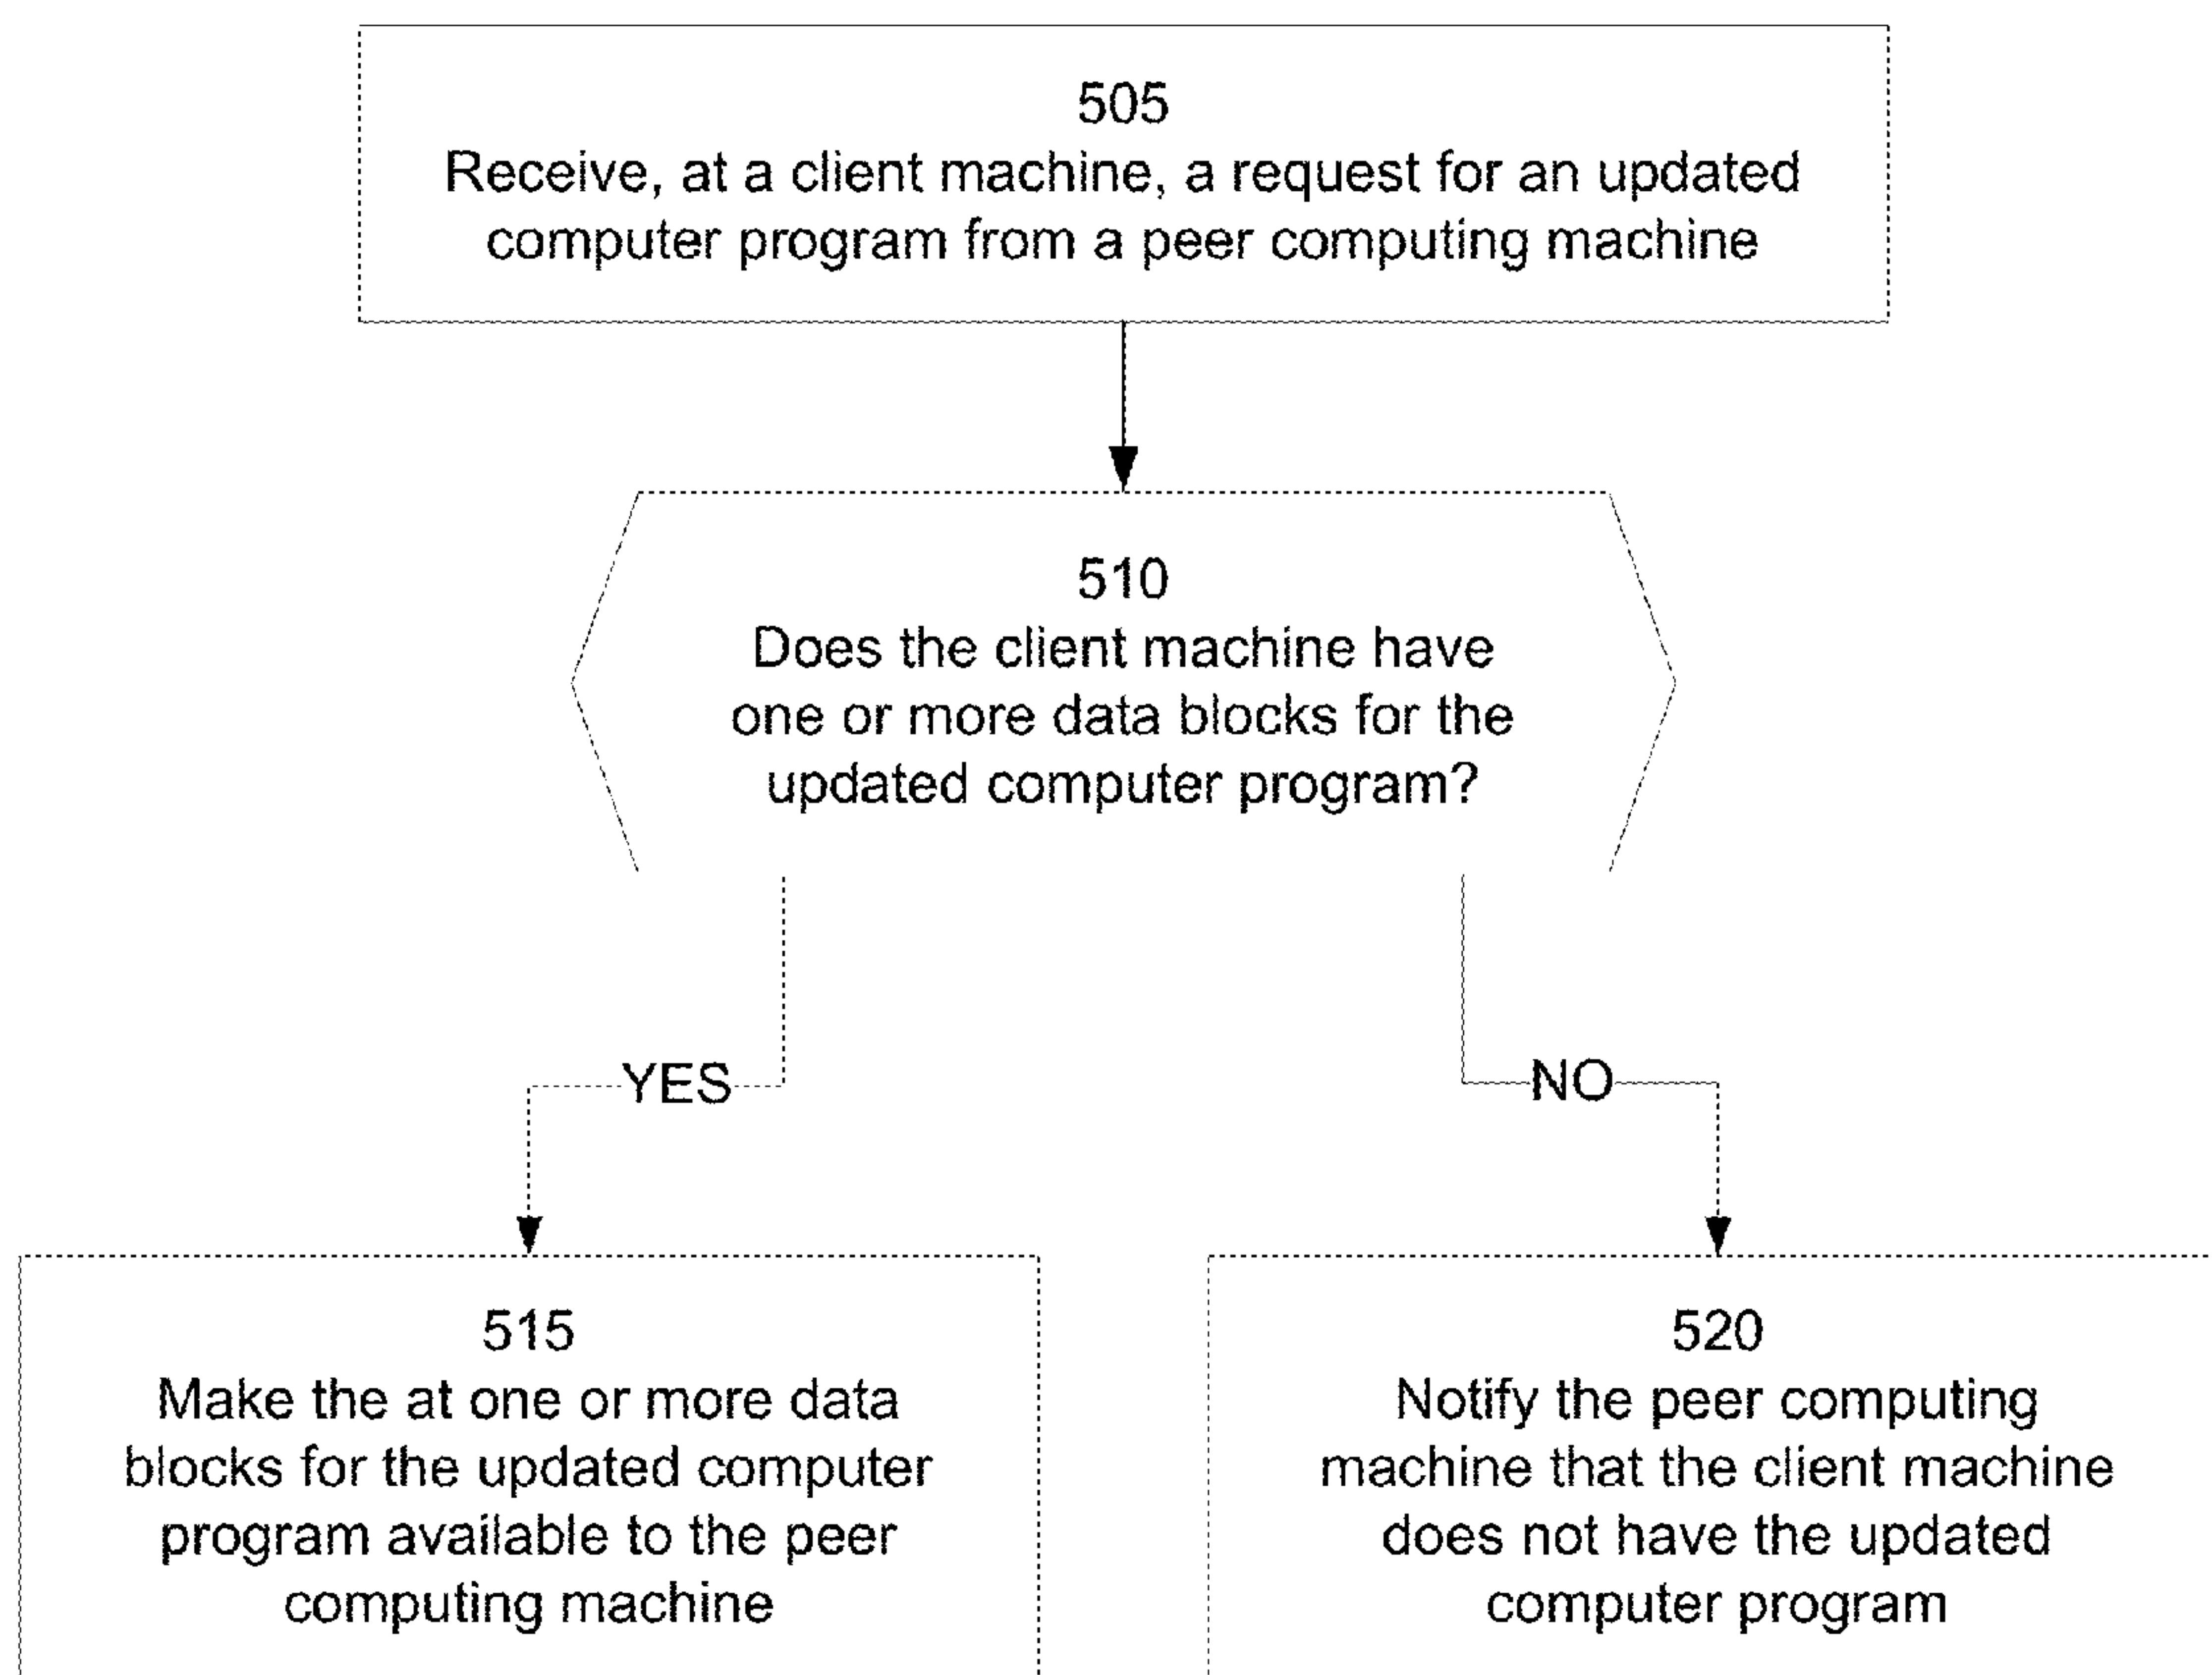 505
Receive, at a client machine, a request for an updated
computer program from a peer computing machine
510
Does the client machine have
one or more data blocks for the
updated computer program?
YES
NO
515
Make the at one or more data
blocks for the updated computer
program available to the peer
computing machine
520
Notify the peer computing
machine that the client machine
does not have the updated
computer program